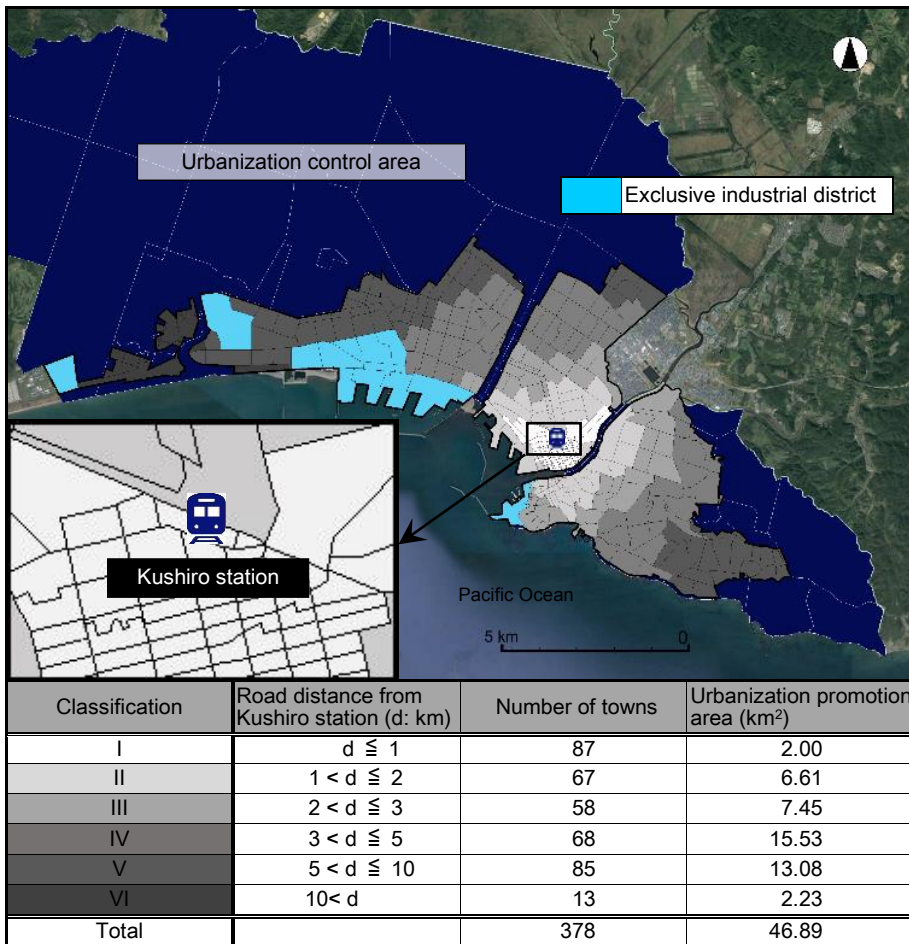 Urbanization control area
Exclusive industrial district
Kushiro station
Pacific Ocean
5 km 0
Classification Road distance from Kushiro station (d: km) Number of towns Urbanization promotion area (km²)
I d ≦ 1 87 2.00
II 1 < d ≦ 2 67 6.61
III 2 < d ≦ 3 58 7.45
IV 3 < d ≦ 5 68 15.53
V 5 < d ≦ 10 85 13.08
VI 10< d 13 2.23
Total 378 46.89